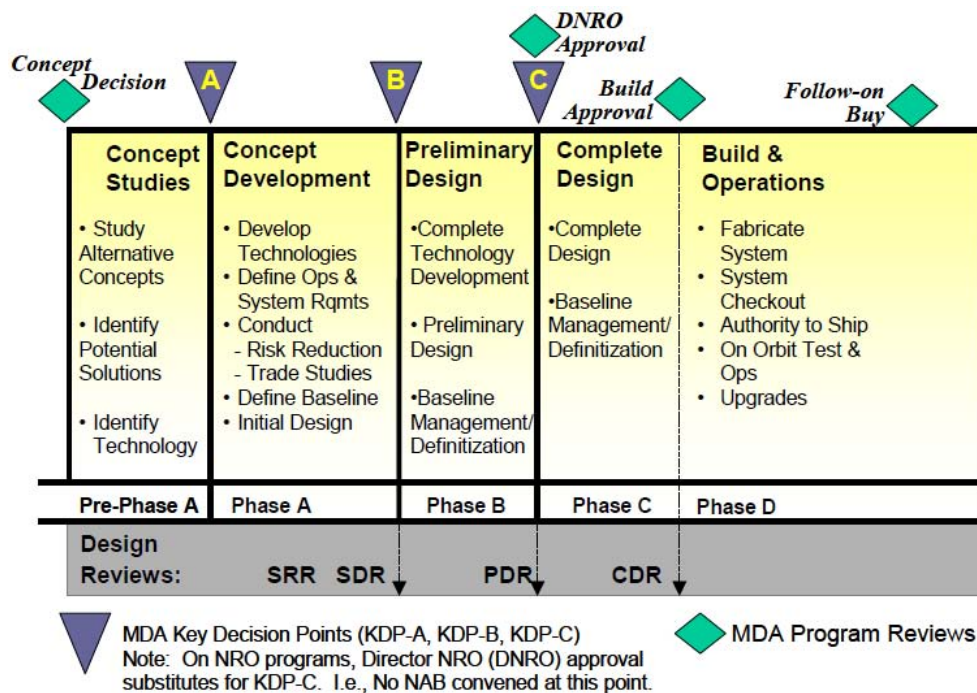 DNRO
Approval
Concept
Decision
A
B
C
Build
Approval
Follow-on
Buy
Concept
Studies
• Study
Alternative
Concepts
• Identify
Potential
Solutions
• Identify
Technology
Concept
Development
• Develop
Technologies
• Define Ops &
System Rqmts
• Conduct
- Risk Reduction
- Trade Studies
• Define Baseline
• Initial Design
Preliminary
Design
•Complete
Technology
Development
• Preliminary
Design
•Baseline
Management/
Definitization
Complete
Design
•Complete
Design
•Baseline
Management/
Definitization
Build &
Operations
• Fabricate
System
• System
Checkout
• Authority to Ship
• On Orbit Test &
Ops
• Upgrades
Pre-Phase A
Phase A
Phase B
Phase C
Phase D
Design
Reviews:
SRR
SDR
PDR
CDR
MDA Key Decision Points (KDP-A, KDP-B, KDP-C)
Note: On NRO programs, Director NRO (DNRO) approval
substitutes for KDP-C. I.e., No NAB convened at this point.
MDA Program Reviews